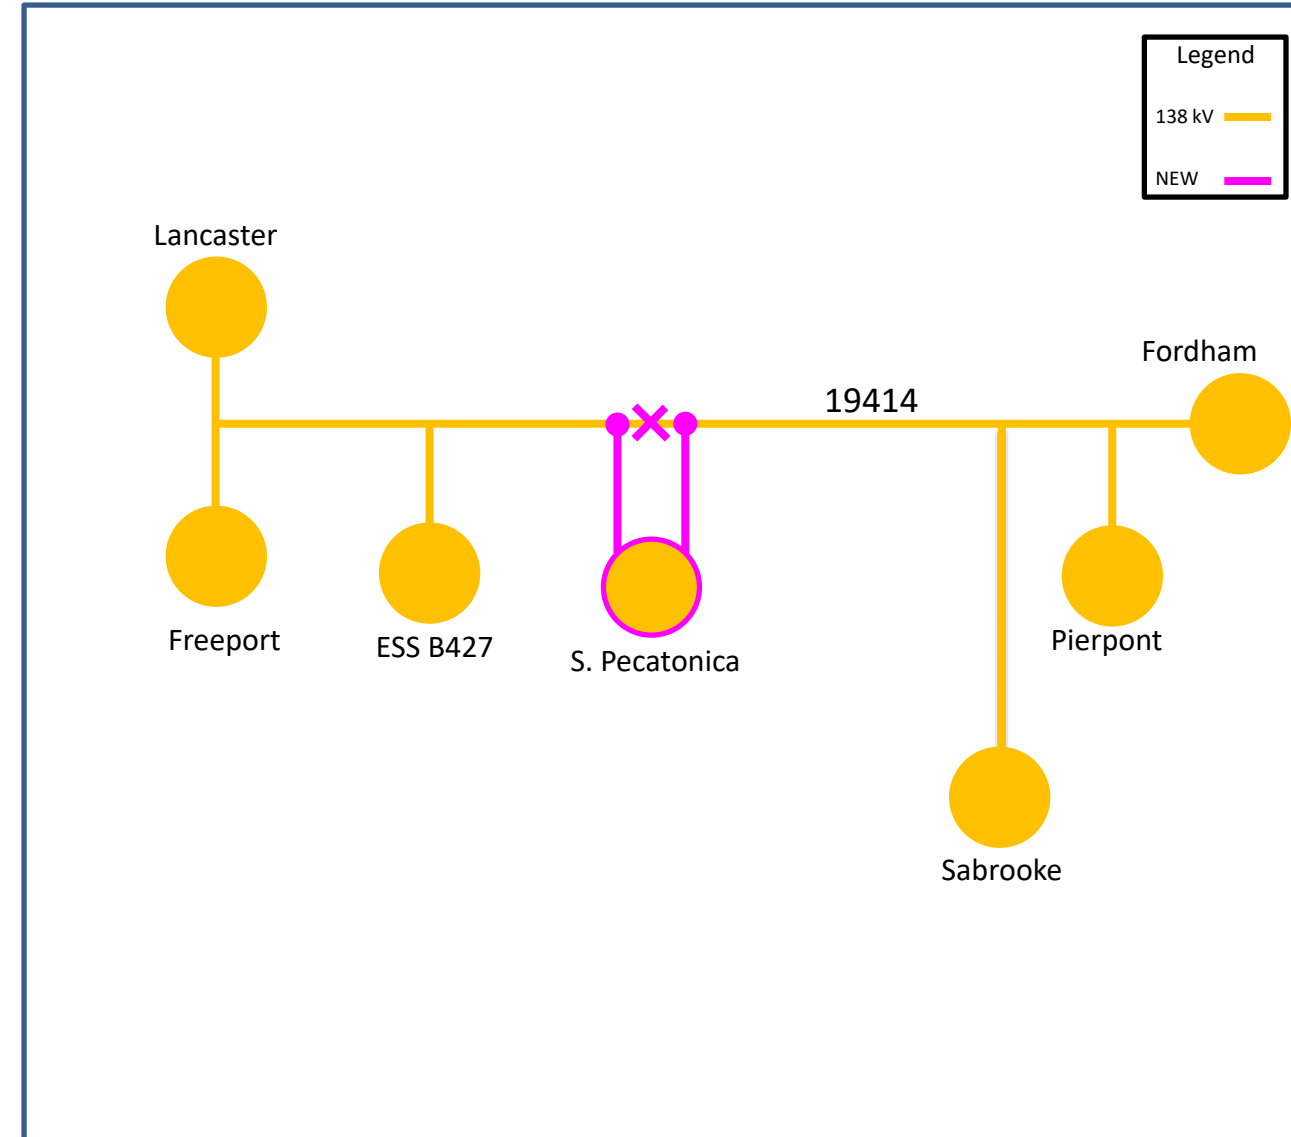 Legend
138 kV
NEW
Lancaster
Fordham
19414
Freeport
ESS B427
S. Pecatonica
Pierpont
Sabrooke